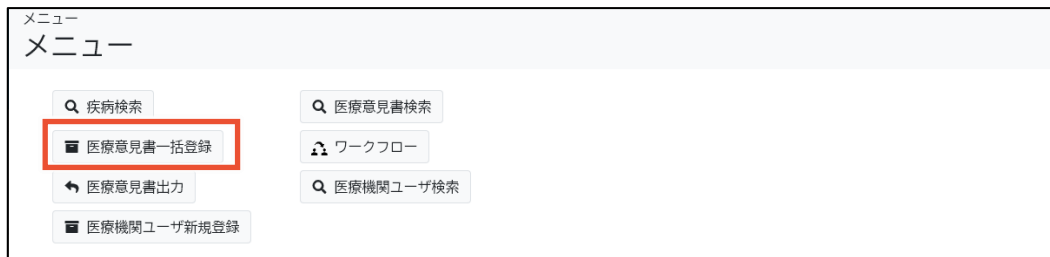 メニュー
メニュー
疾病検索
医療意見書検索
医療意見書一括登録
ワークフロー
医療意見書出力
医療機関ユーザ検索
医療機関ユーザ新規登録